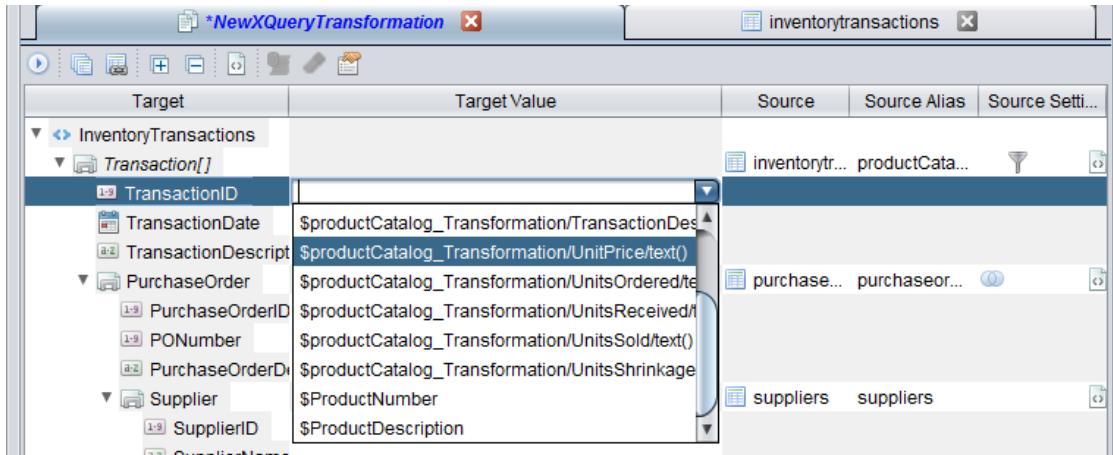 *NewXQueryTransformation inventorytransactions
Target Target Value Source Source Alias Source Setti...
InventoryTransactions
Transaction[] inventorytr... productCata...
TransactionID
TransactionDate $productCatalog_Transformation/TransactionDes
TransactionDescript $productCatalog_Transformation/UnitPrice/text()
PurchaseOrder $productCatalog_Transformation/UnitsOrdered/te purchase... purchaseor...
PurchaseOrderID $productCatalog_Transformation/UnitsReceived/t
PONumber $productCatalog_Transformation/UnitsSold/text()
PurchaseOrderDe $productCatalog_Transformation/UnitsShrinkage
Supplier $ProductNumber suppliers suppliers
SupplierID $ProductDescription
SupplierName